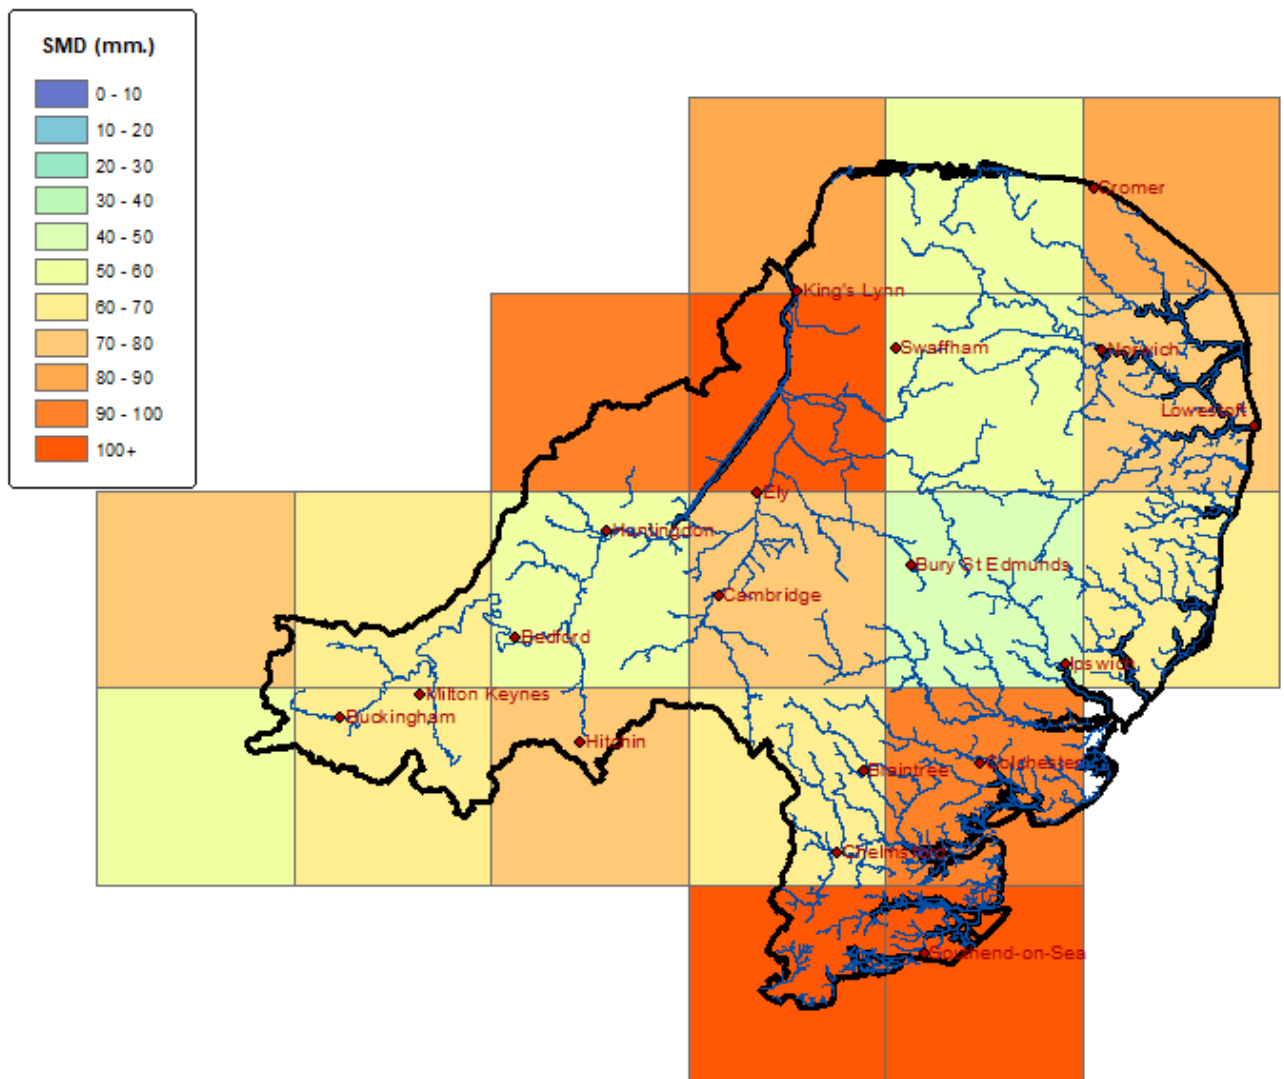 SMD (mm.)
0 - 10
10 - 20
20 - 30
30 - 40
40 - 50
50 - 60
60 - 70
70 - 80
80 - 90
90 - 100
100+
Cromer
King's Lynn
Swaffham
Norwich
Lowestoft
Ely
Huntingdon
Bury St Edmunds
Cambridge
Bedford
Ipswich
Milton Keynes
Buckingham
Hitchin
Braintree
Colchester
Chelmsford
Southend-on-Sea